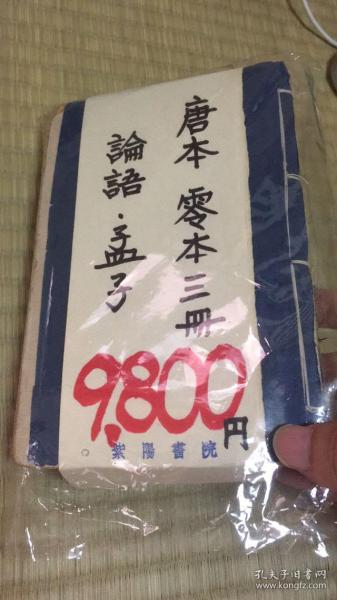 唐本 零本三冊
論語・孟子
9,800円
紫陽書院
孔夫子旧书网